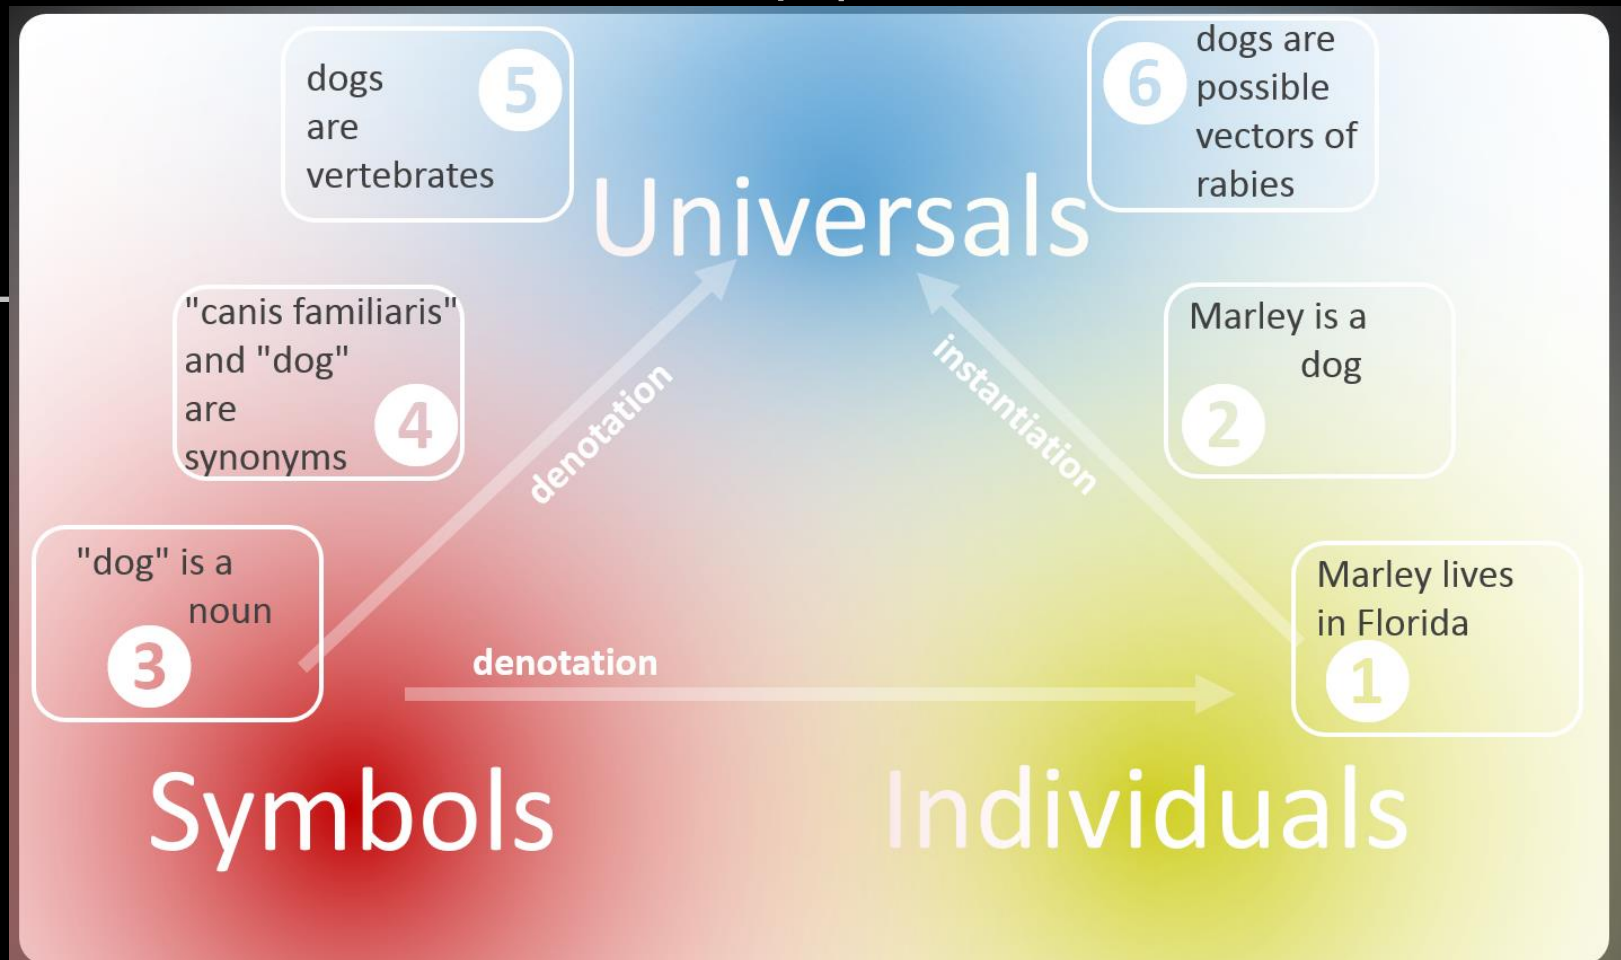 dogs
are
vertebrates
5
6
dogs are
possible
vectors of
rabies
Universals
"canis familiaris"
and "dog"
are
synonyms
4
denotation
instantiation
Marley is a
dog
2
"dog" is a
noun
3
denotation
Marley lives
in Florida
1
Symbols
Individuals